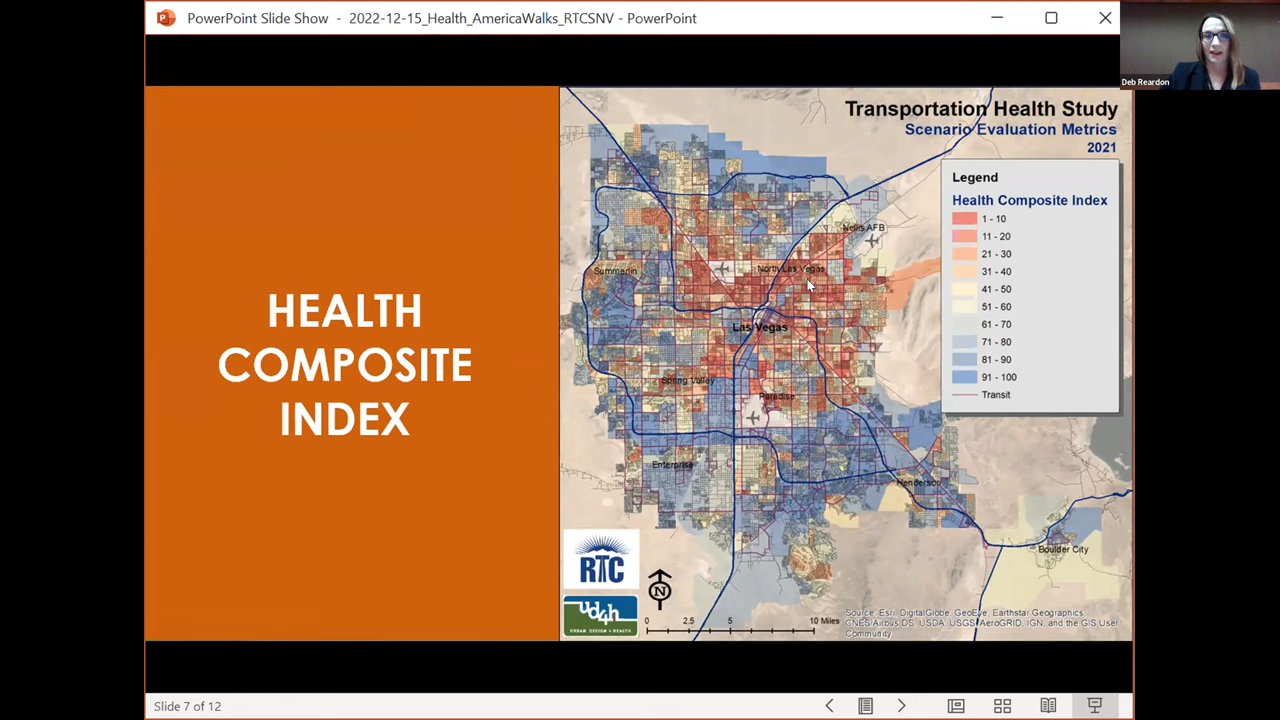 PowerPoint Slide Show - 2022-12-15_Health_AmericaWalks_RTCSNV - PowerPoint
Deb Reardon
HEALTH
COMPOSITE
INDEX
Transportation Health Study
Scenario Evaluation Metrics
2021
Legend
Health Composite Index
1 - 10
11 - 20
21 - 30
31 - 40
41 - 50
51 - 60
61 - 70
71 - 80
81 - 90
91 - 100
Transit
Nellis AFB
North Las Vegas
Summerlin
Las Vegas
Spring Valley
Paradise
Enterprise
Henderson
Boulder City
RTC
ud4h
URBAN DESIGN 4 HEALTH
N
0 2.5 5 10 Miles
Source: Esri, DigitalGlobe, GeoEye, Earthstar Geographics,
CNES/Airbus DS, USDA, USGS, AeroGRID, IGN, and the GIS User
Community
Slide 7 of 12